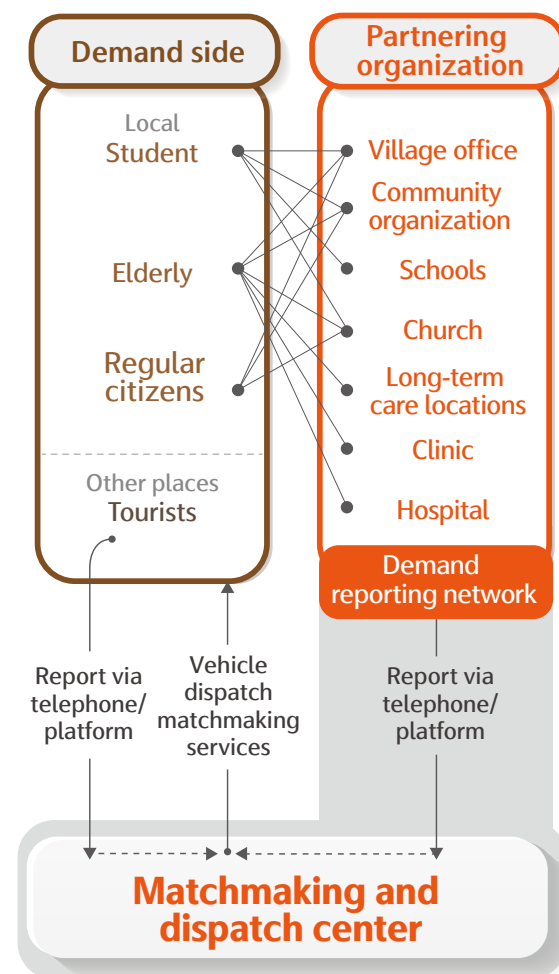 Demand side
Local
Student
Elderly
Regular
citizens
Other places
Tourists
Partnering
organization
Village office
Community
organization
Schools
Church
Long-term
care locations
Clinic
Hospital
Demand
reporting network
Report via
telephone/
platform
Vehicle
dispatch
matchmaking
services
Report via
telephone/
platform
Matchmaking and
dispatch center